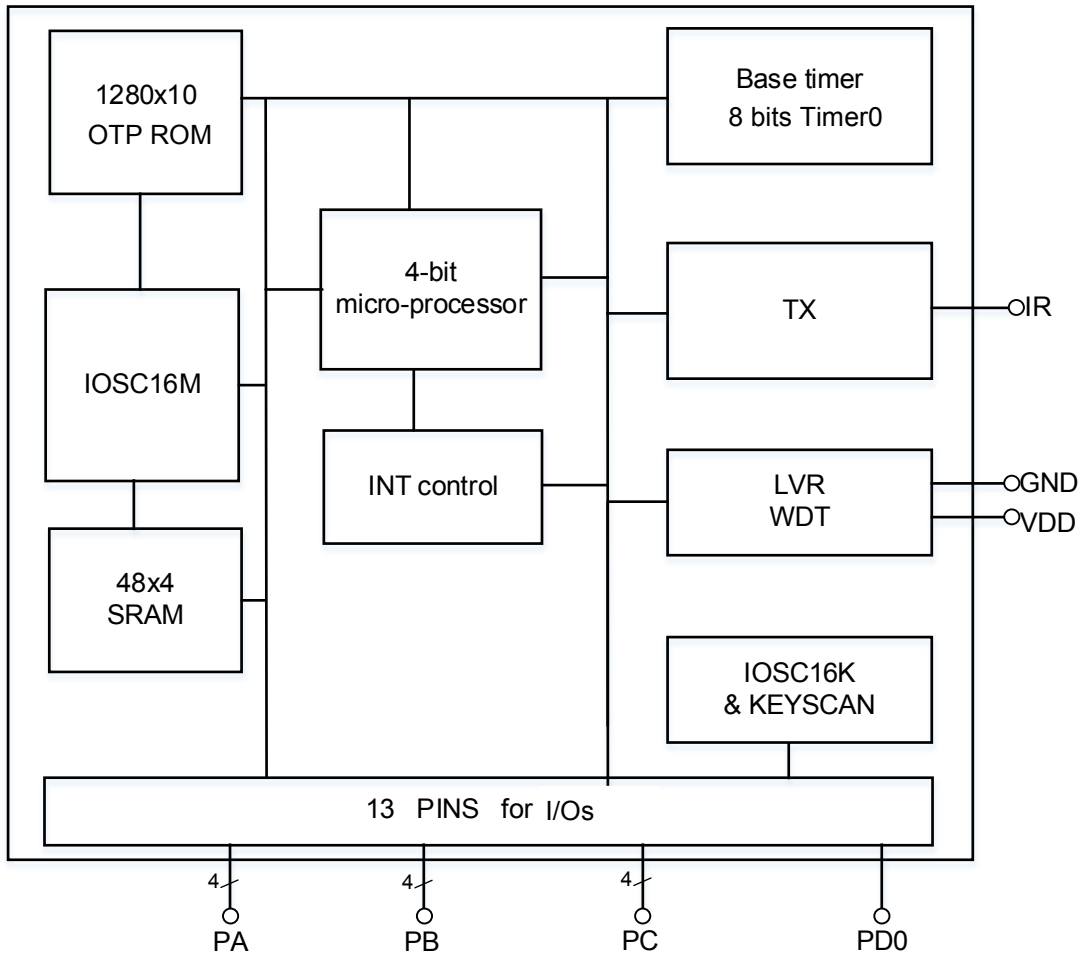 1280x10
OTP ROM
Base timer
8 bits Timer0
4-bit
micro-processor
TX
IR
IOSC16M
INT control
LVR
WDT
GND
VDD
48x4
SRAM
IOSC16K
& KEYSCAN
13 PINS for I/Os
4
4
4
PA
PB
PC
PD0